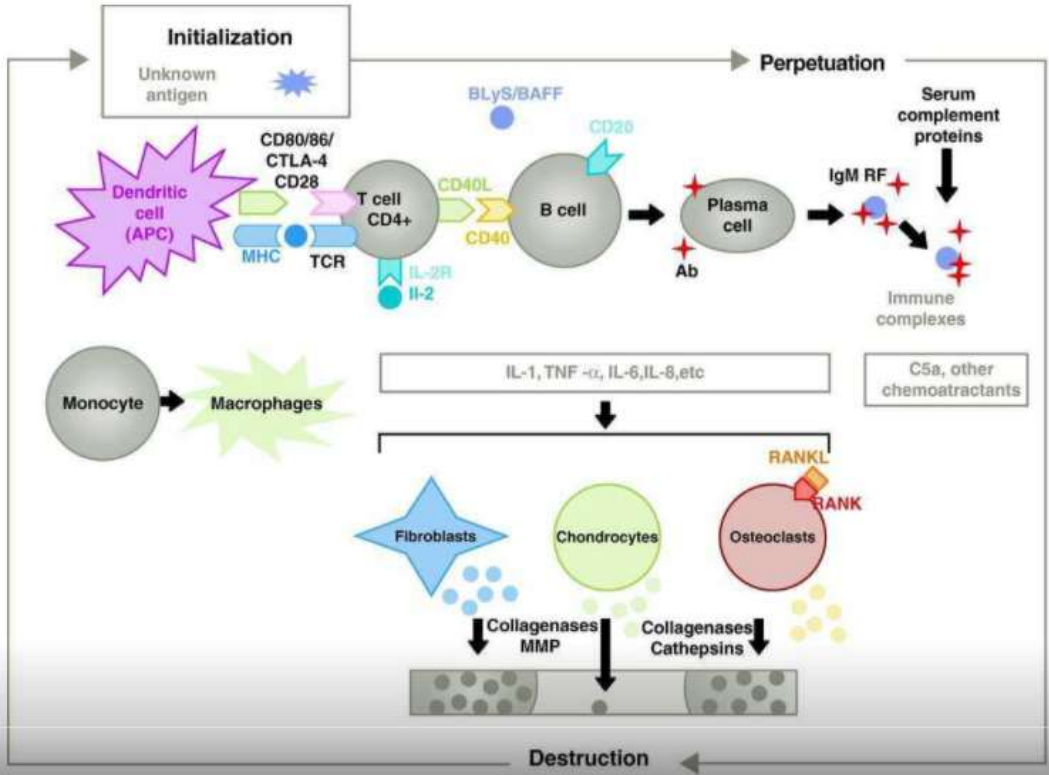 Initialization
Unknown
antigen
Perpetuation
BLyS/BAFF
CD20
Serum
complement
proteins
CD80/86/
CTLA-4
CD28
Dendritic
cell
(APC)
MHC
TCR
T cell
CD4+
CD40L
CD40
IL-2R
Il-2
B cell
Plasma
cell
Ab
IgM RF
Immune
complexes
Monocyte
Macrophages
IL-1, TNF -α, IL-6,IL-8,etc
C5a, other
chemoatractants
RANKL
RANK
Fibroblasts
Chondrocytes
Osteoclasts
Collagenases
MMP
Collagenases
Cathepsins
Destruction